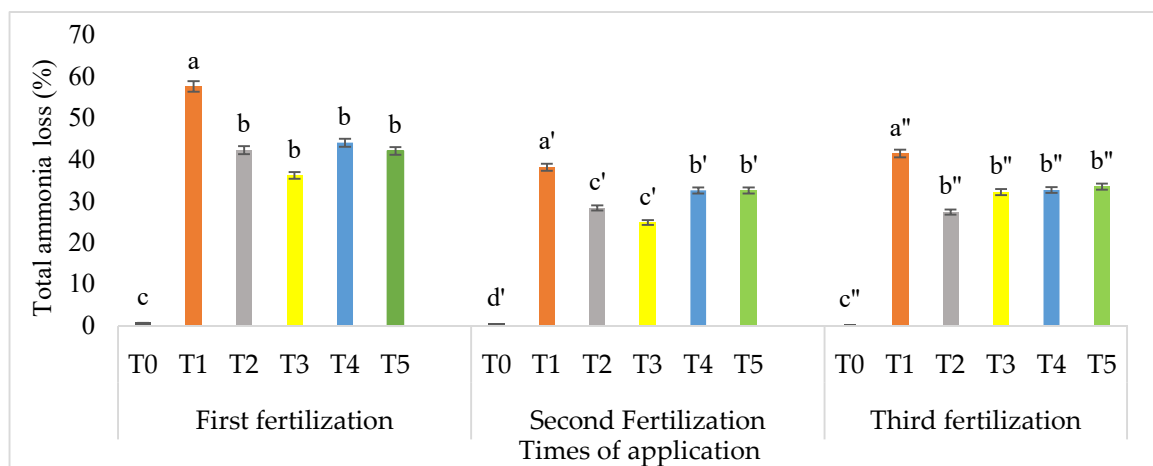 Total ammonia loss (%)
70
60
50
40
30
20
10
0
c
a
b
b
b
b
d'
a'
c'
c'
b'
b'
c"
a"
b"
b"
b"
b"
T0 T1 T2 T3 T4 T5 T0 T1 T2 T3 T4 T5 T0 T1 T2 T3 T4 T5
First fertilization Second Fertilization Third fertilization
Times of application